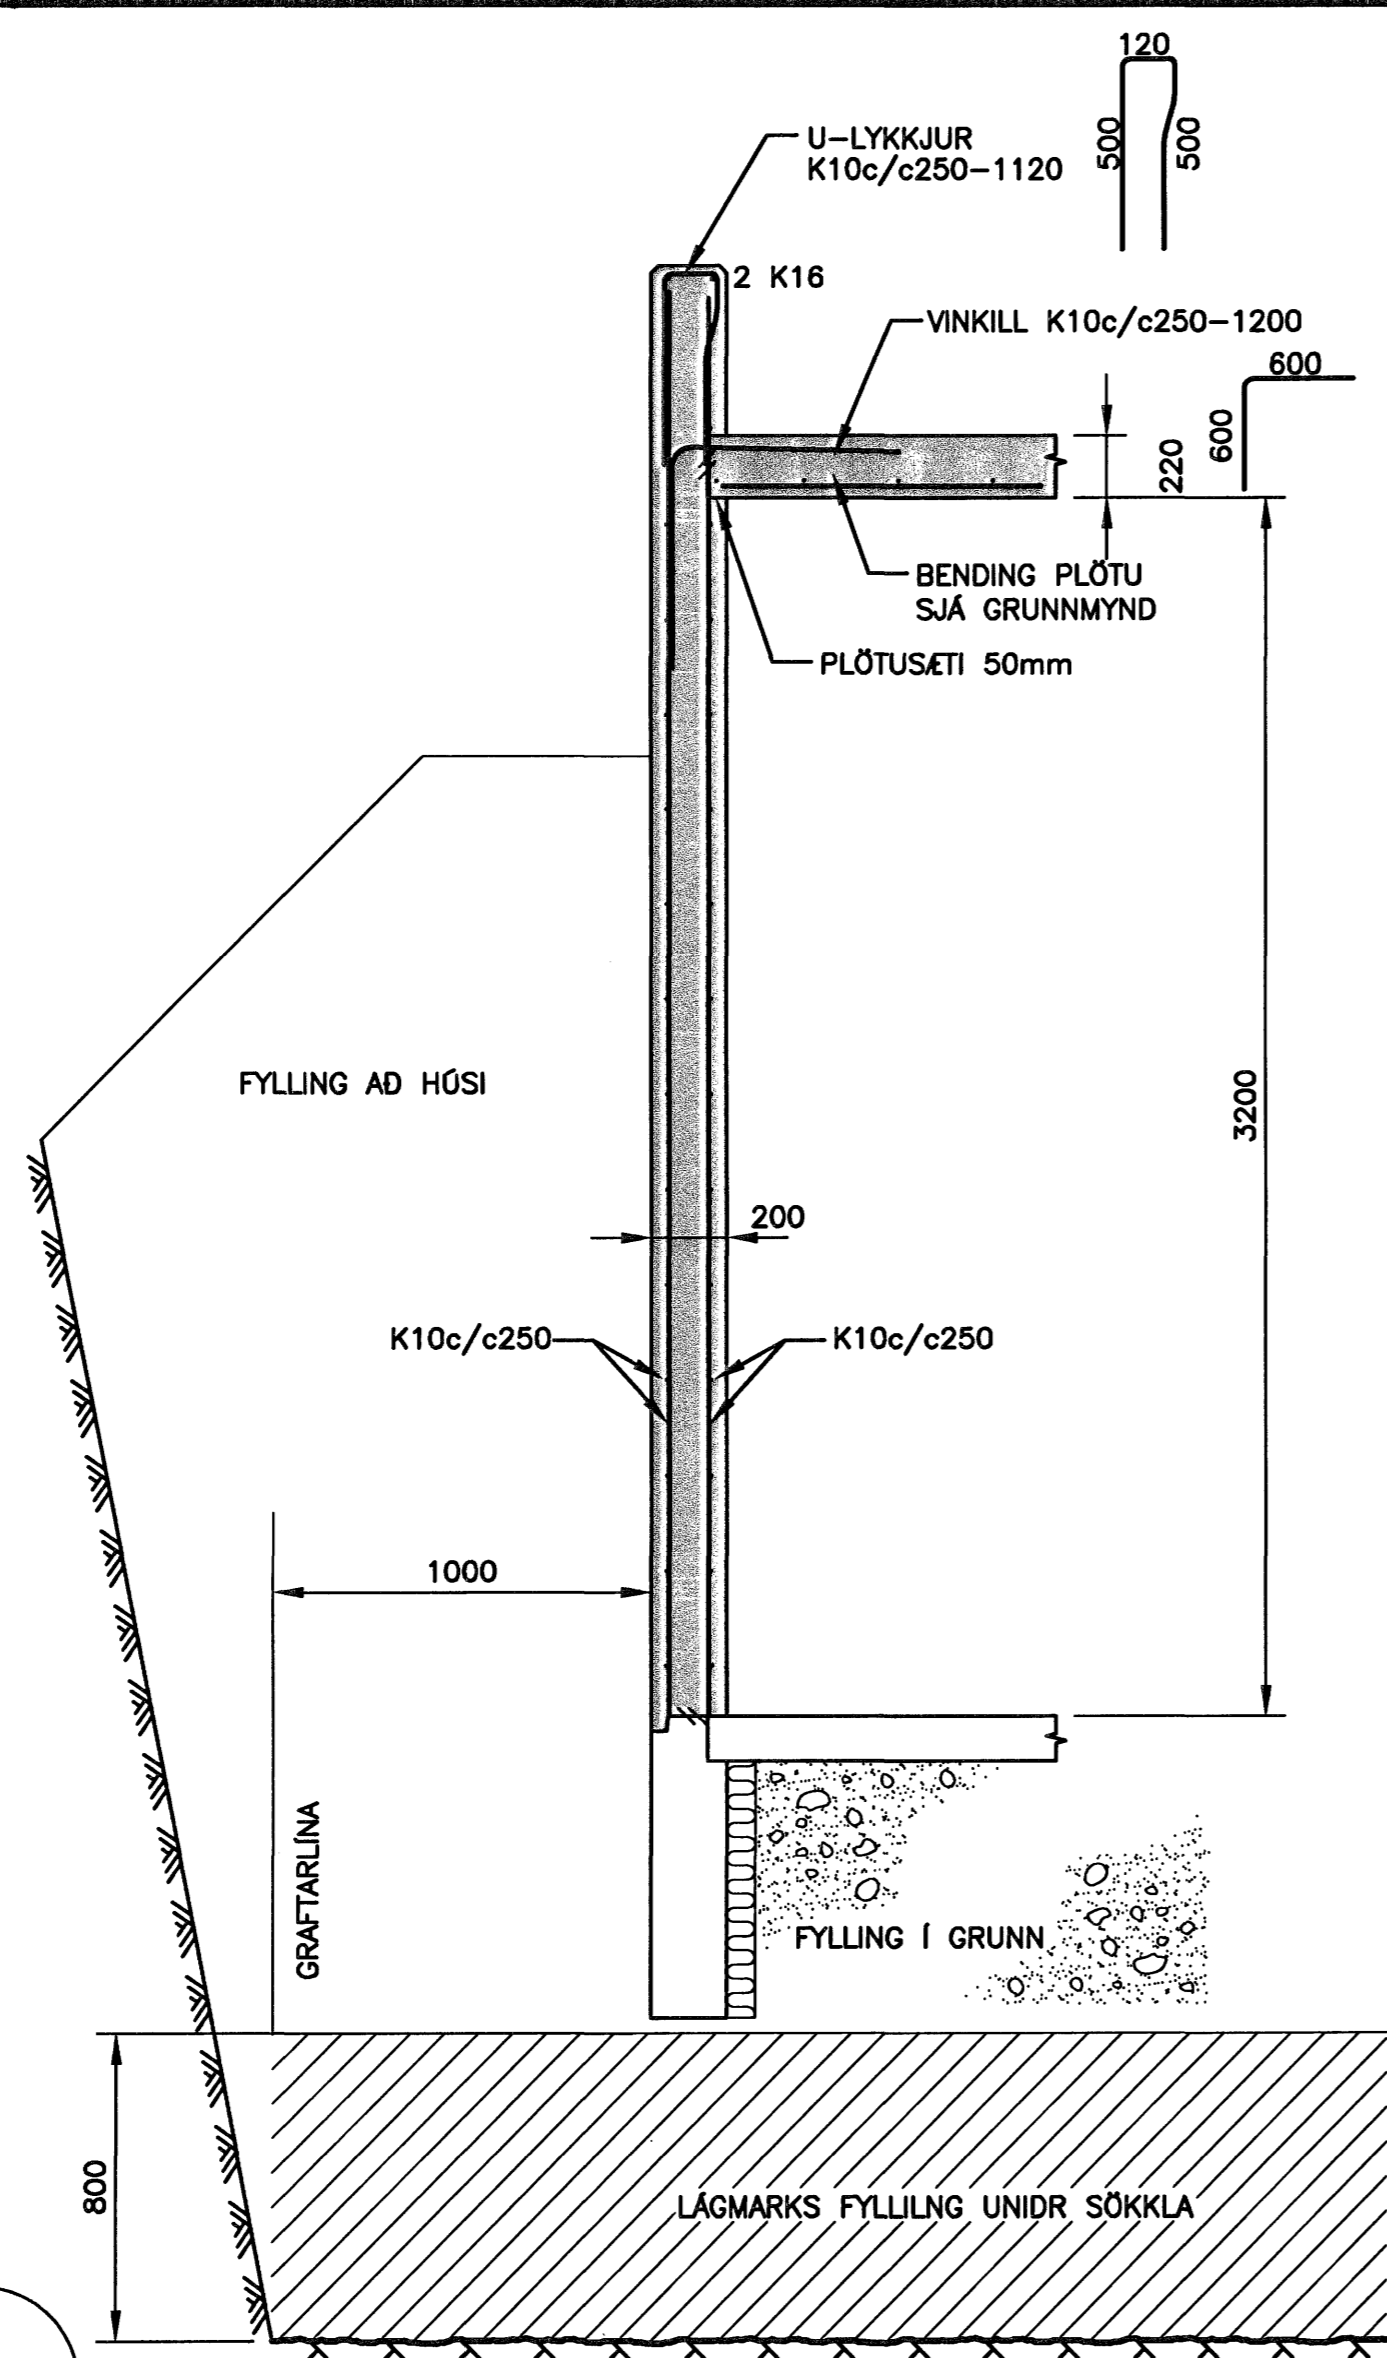 120
500
500
U-LYKKJUR
K10c/c250-1120
2 K16
VINKILL K10c/c250-1200
600
600
220
BENDING PLÖTU
SJÁ GRUNNMYND
PLÖTUSÆTI 50mm
FYLLING AÐ HÚSI
3200
200
K10c/c250
K10c/c250
1000
GRAFTARLÍNA
FYLLING Í GRUNN
800
LÁGMARKS FYLLILNG UNIDR SÖKKLA